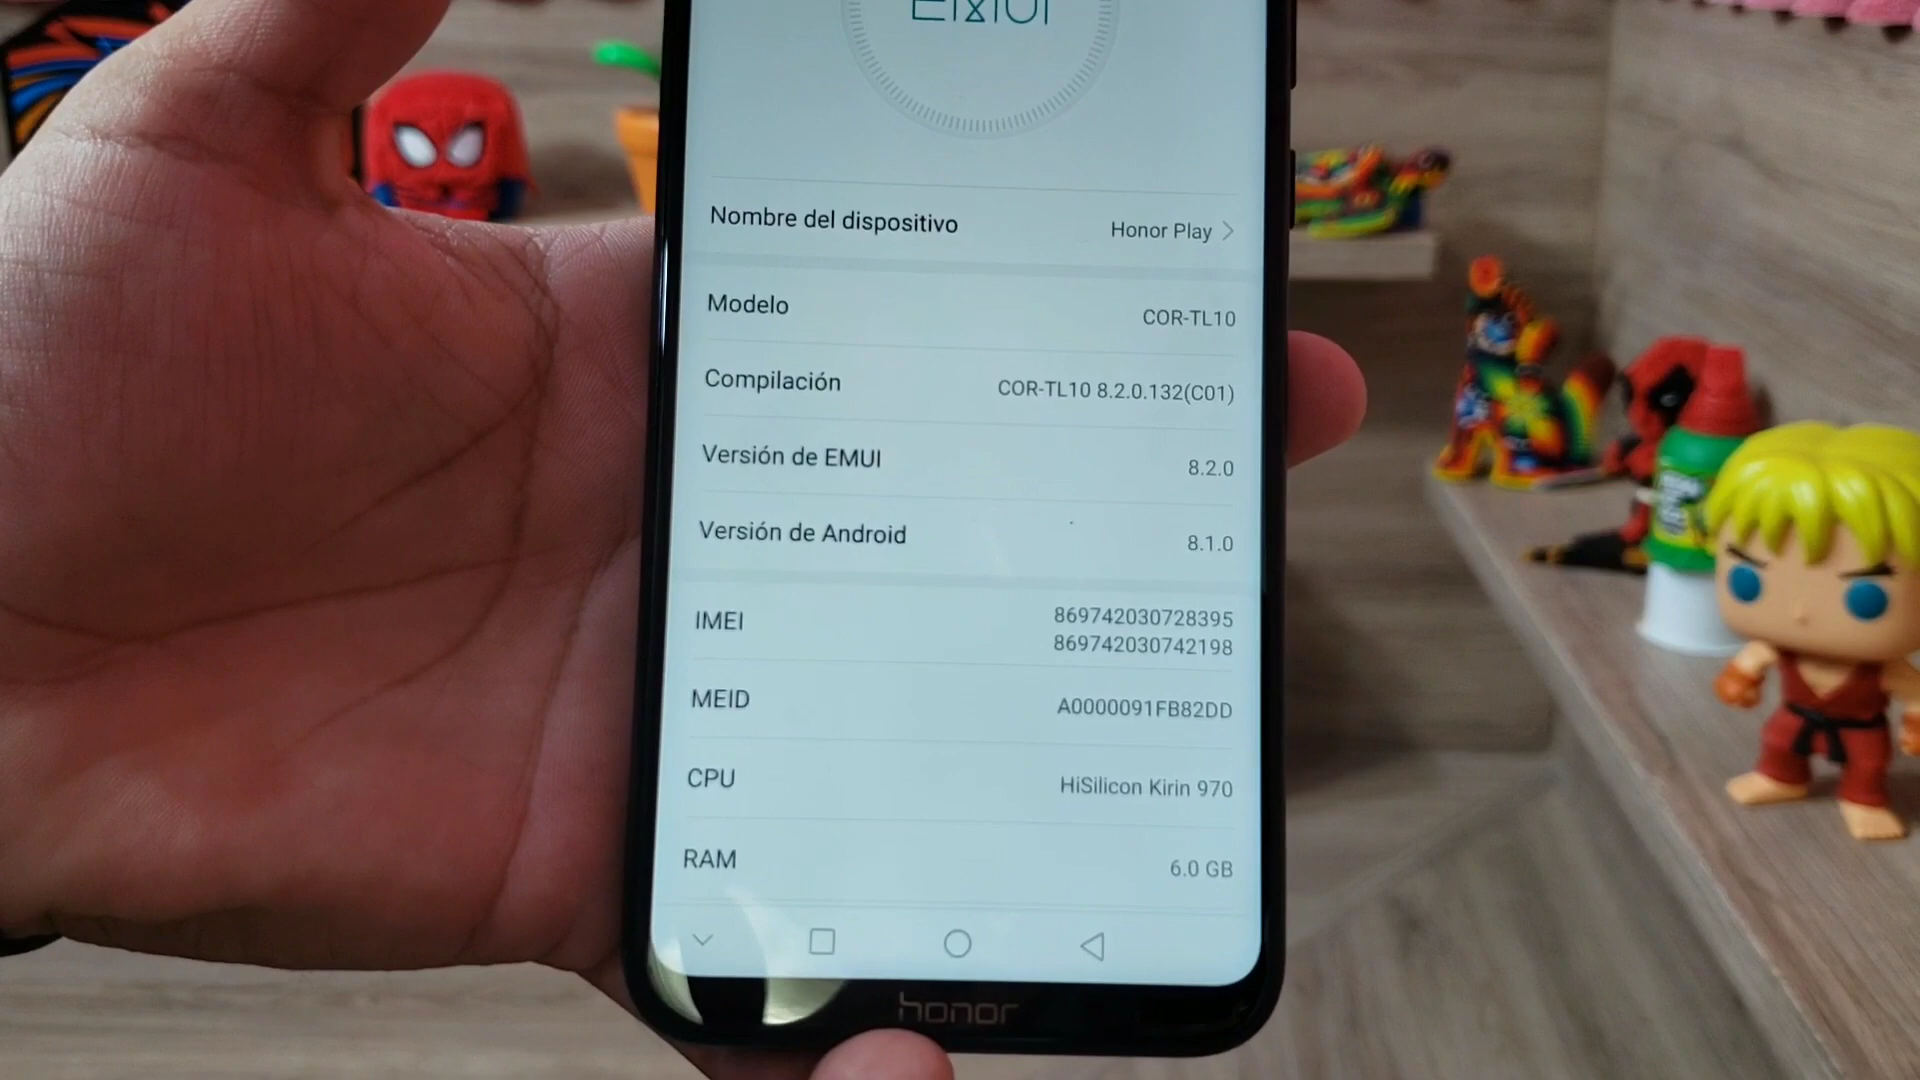 EMUI
Nombre del dispositivo Honor Play
Modelo COR-TL10
Compilación COR-TL10 8.2.0.132(C01)
Versión de EMUI 8.2.0
Versión de Android 8.1.0
IMEI 869742030728395
869742030742198
MEID A0000091FB82DD
CPU HiSilicon Kirin 970
RAM 6.0 GB
honor